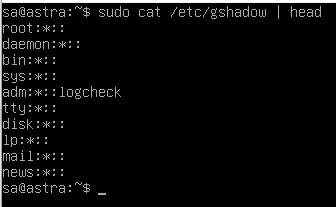 sa@astra:~$ sudo cat /etc/gshadow | head
root:*::
daemon:*::
bin:*::
sys:*::
adm:*::logcheck
tty:*::
disk:*::
lp:*::
mail:*::
news:*::
sa@astra:~$ _